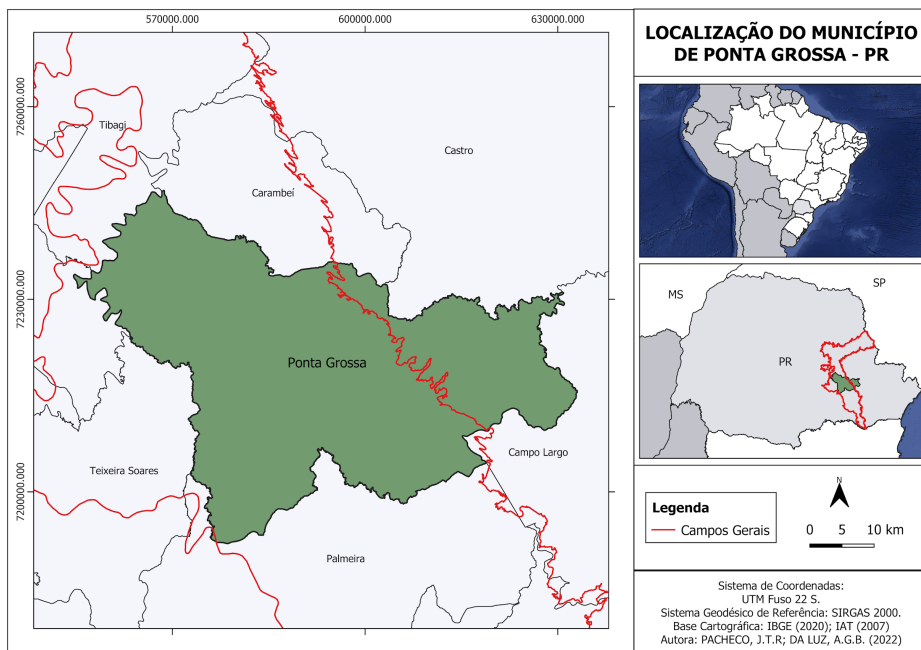 570000.000
600000.000
630000.000
7260000.000
7230000.000
7200000.000
Tibagi
Castro
Carambeí
Ponta Grossa
Campo Largo
Teixeira Soares
Palmeira
LOCALIZAÇÃO DO MUNICÍPIO
DE PONTA GROSSA - PR
MS
SP
PR
Legenda
Campos Gerais
N
0 5 10 km
Sistema de Coordenadas:
UTM Fuso 22 S.
Sistema Geodésico de Referência: SIRGAS 2000.
Base Cartográfica: IBGE (2020); IAT (2007)
Autora: PACHECO, J.T.R; DA LUZ, A.G.B. (2022)